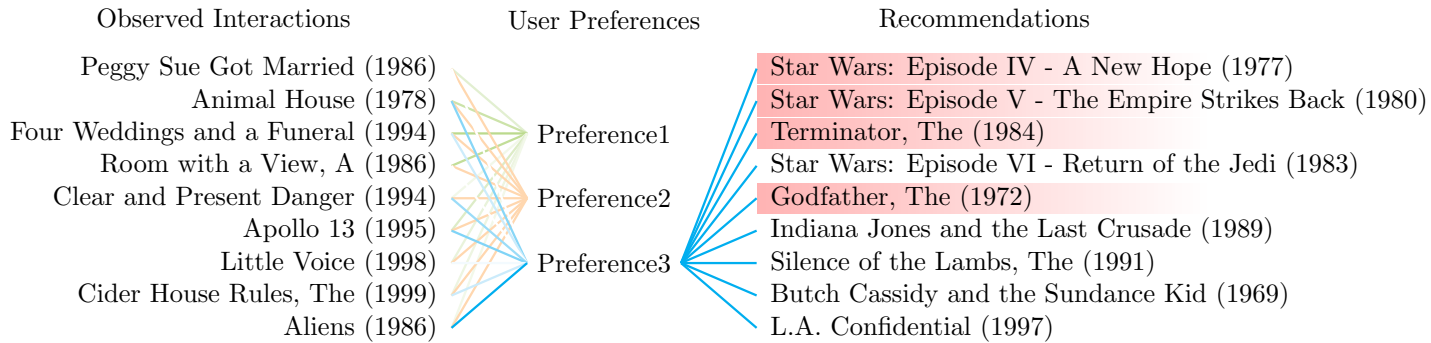 Observed Interactions
User Preferences
Recommendations
Peggy Sue Got Married (1986)
Animal House (1978)
Four Weddings and a Funeral (1994)
Room with a View, A (1986)
Clear and Present Danger (1994)
Apollo 13 (1995)
Little Voice (1998)
Cider House Rules, The (1999)
Aliens (1986)
Preference1
Preference2
Preference3
Star Wars: Episode IV - A New Hope (1977)
Star Wars: Episode V - The Empire Strikes Back (1980)
Terminator, The (1984)
Star Wars: Episode VI - Return of the Jedi (1983)
Godfather, The (1972)
Indiana Jones and the Last Crusade (1989)
Silence of the Lambs, The (1991)
Butch Cassidy and the Sundance Kid (1969)
L.A. Confidential (1997)